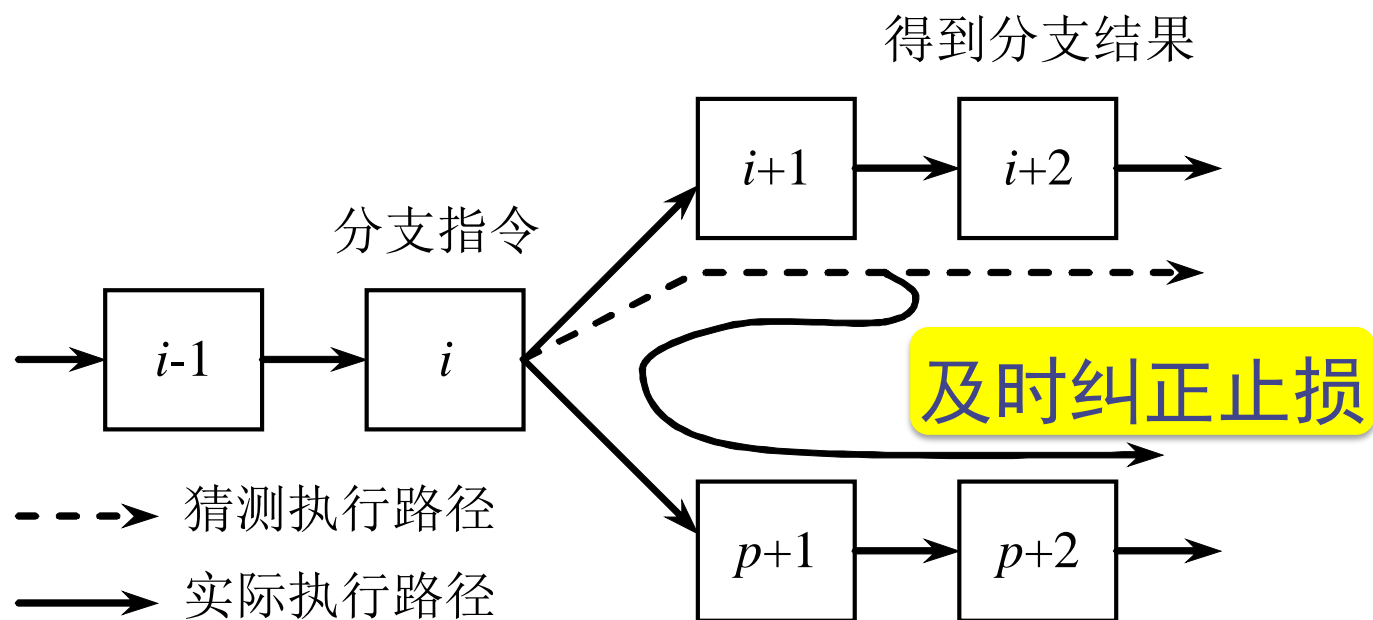 得到分支结果
i+1
i+2
分支指令
i-1
i
及时纠正止损
猜测执行路径
p+1
p+2
实际执行路径